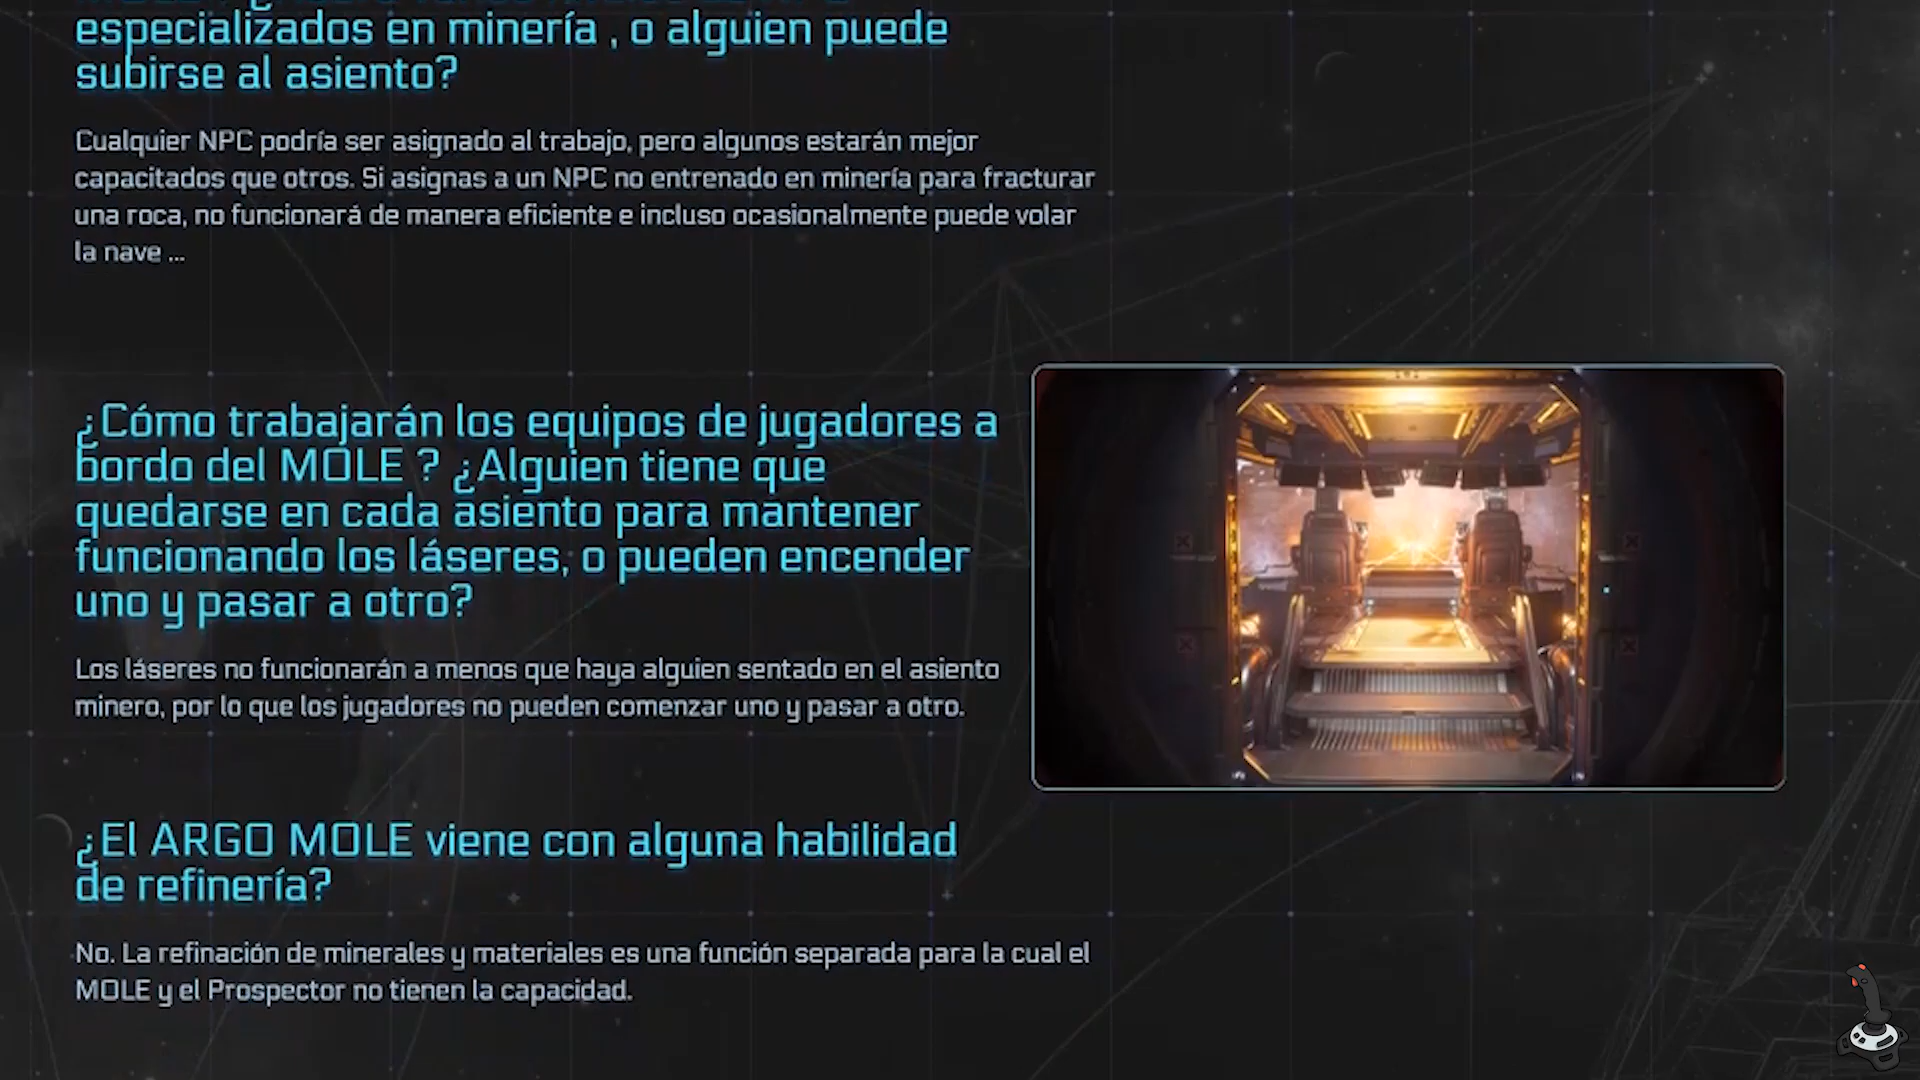 especializados en minería , o alguien puede
subirse al asiento?
Cualquier NPC podría ser asignado al trabajo, pero algunos estarán mejor
capacitados que otros. Si asignas a un NPC no entrenado en minería para fracturar
una roca, no funcionará de manera eficiente e incluso ocasionalmente puede volar
la nave ...
¿Cómo trabajarán los equipos de jugadores a
bordo del MOLE ? ¿Alguien tiene que
quedarse en cada asiento para mantener
funcionando los láseres, o pueden encender
uno y pasar a otro?
Los láseres no funcionarán a menos que haya alguien sentado en el asiento
minero, por lo que los jugadores no pueden comenzar uno y pasar a otro.
¿El ARGO MOLE viene con alguna habilidad
de refinería?
No. La refinación de minerales y materiales es una función separada para la cual el
MOLE y el Prospector no tienen la capacidad.